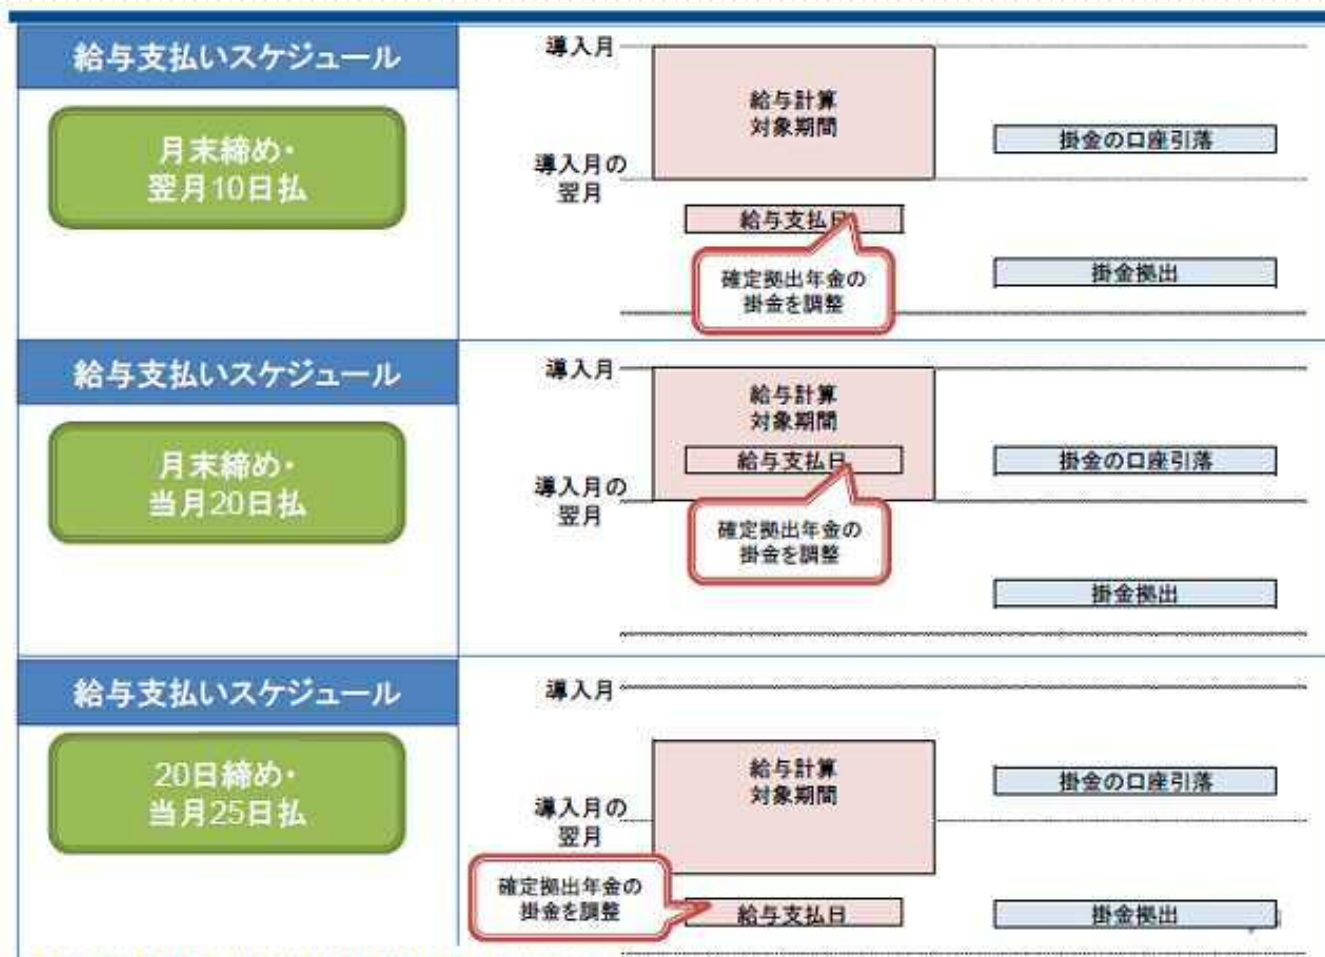 給与支払いスケジュール
月末締め・
翌月10日払
導入月
給与計算
対象期間
掛金の口座引落
導入月の
翌月
給与支払日
確定拠出年金の
掛金を調整
掛金拠出
給与支払いスケジュール
月末締め・
当月20日払
導入月
給与計算
対象期間
給与支払日
掛金の口座引落
導入月の
翌月
確定拠出年金の
掛金を調整
掛金拠出
給与支払いスケジュール
20日締め・
当月25日払
導入月
給与計算
対象期間
掛金の口座引落
導入月の
翌月
確定拠出年金の
掛金を調整
給与支払日
掛金拠出